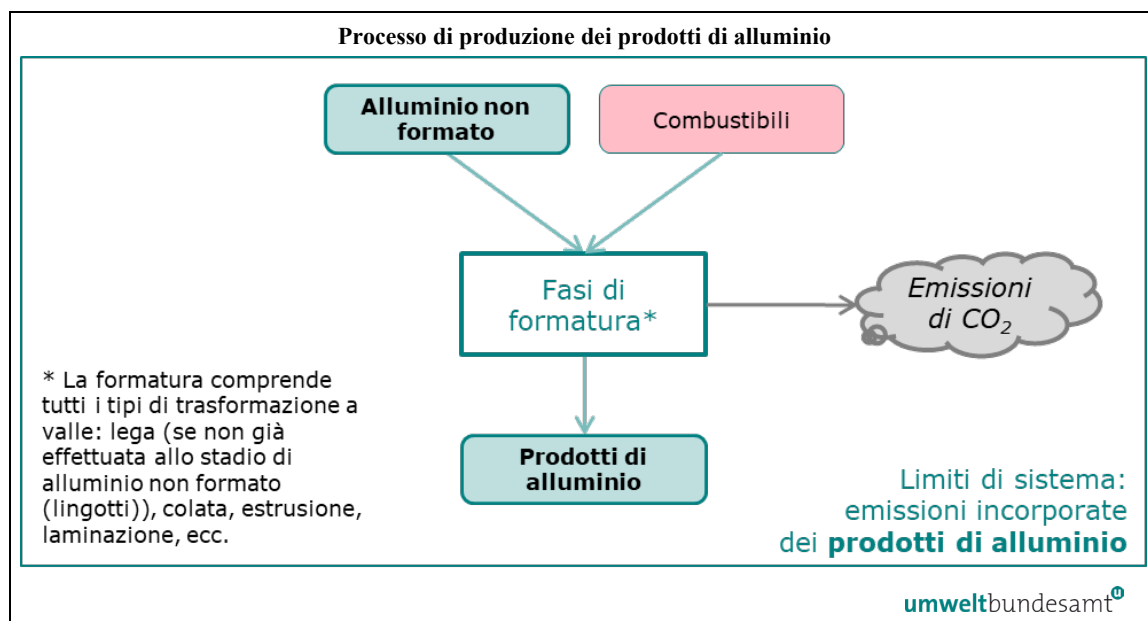 Processo di produzione dei prodotti di alluminio
Alluminio non
formato
Combustibili
Fasi di
formatura*
Emissioni
di CO2
* La formatura comprende
tutti i tipi di trasformazione a
valle: lega (se non già
effettuata allo stadio di
alluminio non formato
(lingotti)), colata, estrusione,
laminazione, ecc.
Prodotti di
alluminio
Limiti di sistema:
emissioni incorporate
dei prodotti di alluminio
umweltbundesamt u